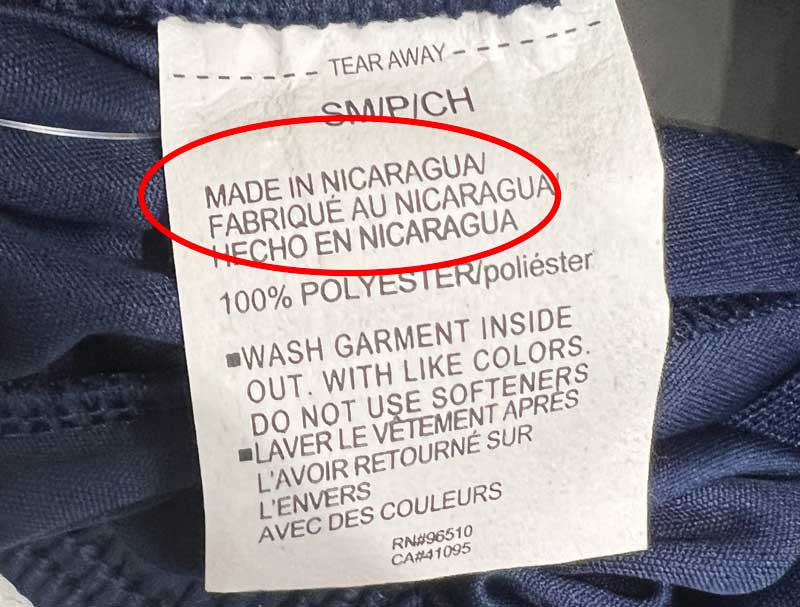 TEAR AWAY
SM/P/CH
MADE IN NICARAGUA/
FABRIQUÉ AU NICARAGUA/
HECHO EN NICARAGUA
100% POLYESTER/poliéster
■WASH GARMENT INSIDE
OUT. WITH LIKE COLORS.
DO NOT USE SOFTENERS
■LAVER LE VÊTEMENT APRÈS
L'AVOIR RETOURNÉ SUR
L'ENVERS
AVEC DES COULEURS
RN#96510
CA#41095